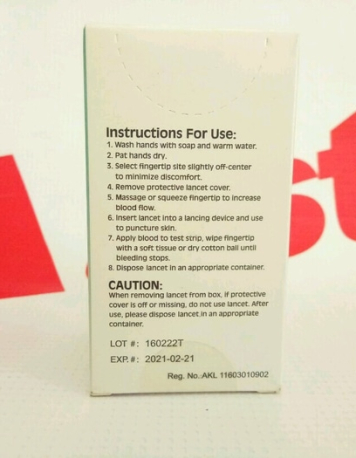 Instructions For Use:
1. Wash hands with soap and warm water.
2. Pat hands dry.
3. Select fingertip site slightly off-center
to minimize discomfort.
4. Remove protective lancet cover.
5. Massage or squeeze fingertip to increase
blood flow.
6. Insert lancet into a lancing device and use
to puncture skin.
7. Apply blood to test strip, wipe fingertip
with a soft tissue or dry cotton ball until
bleeding stops.
8. Dispose lancet in an appropriate container.
CAUTION:
When removing lancet from box, if protective
cover is off or missing, do not use lancet. After
use, please dispose lancet in an appropriate
container.
LOT #: 160222T
EXP.#: 2021-02-21
Reg. No. AKL 11603010902